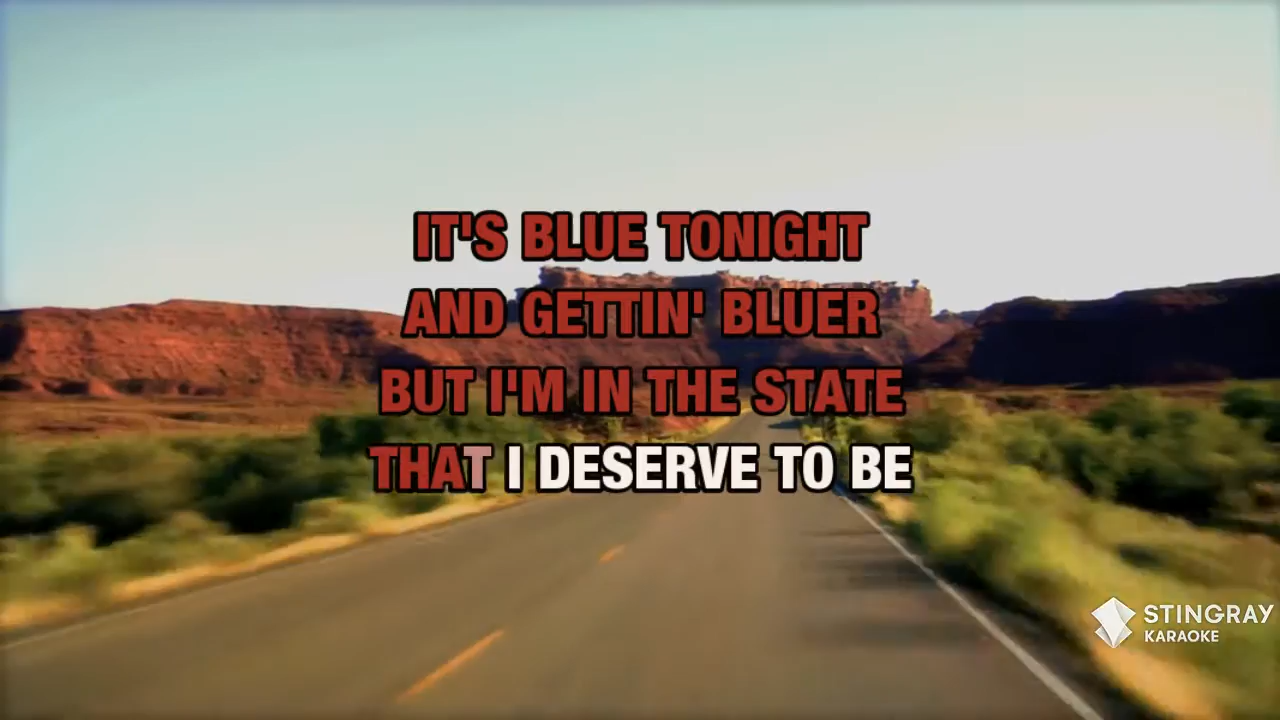 IT'S BLUE TONIGHT
AND GETTIN' BLUER
BUT I'M IN THE STATE
THAT I DESERVE TO BE
STINGRAY
KARAOKE